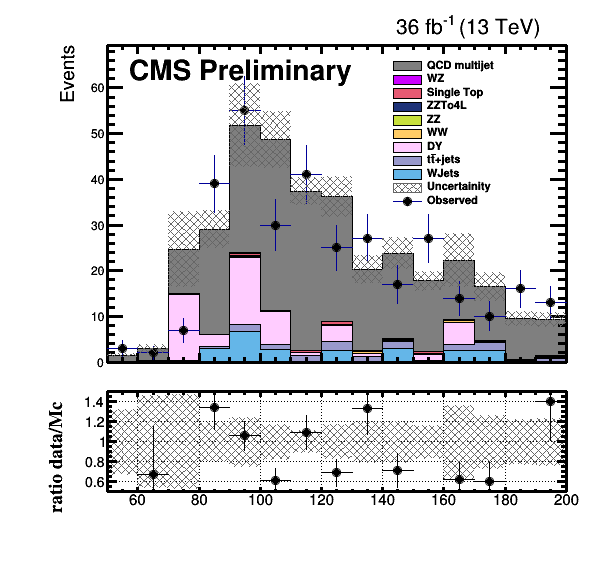 36 fb⁻¹ (13 TeV)
CMS Preliminary
Events
QCD multijet
WZ
Single Top
ZZTo4L
ZZ
WW
DY
tt̄+jets
WJets
Uncertainity
Observed
60
50
40
30
20
10
0
ratio data/Mc
1.4
1.2
1
0.8
0.6
60 80 100 120 140 160 180 200